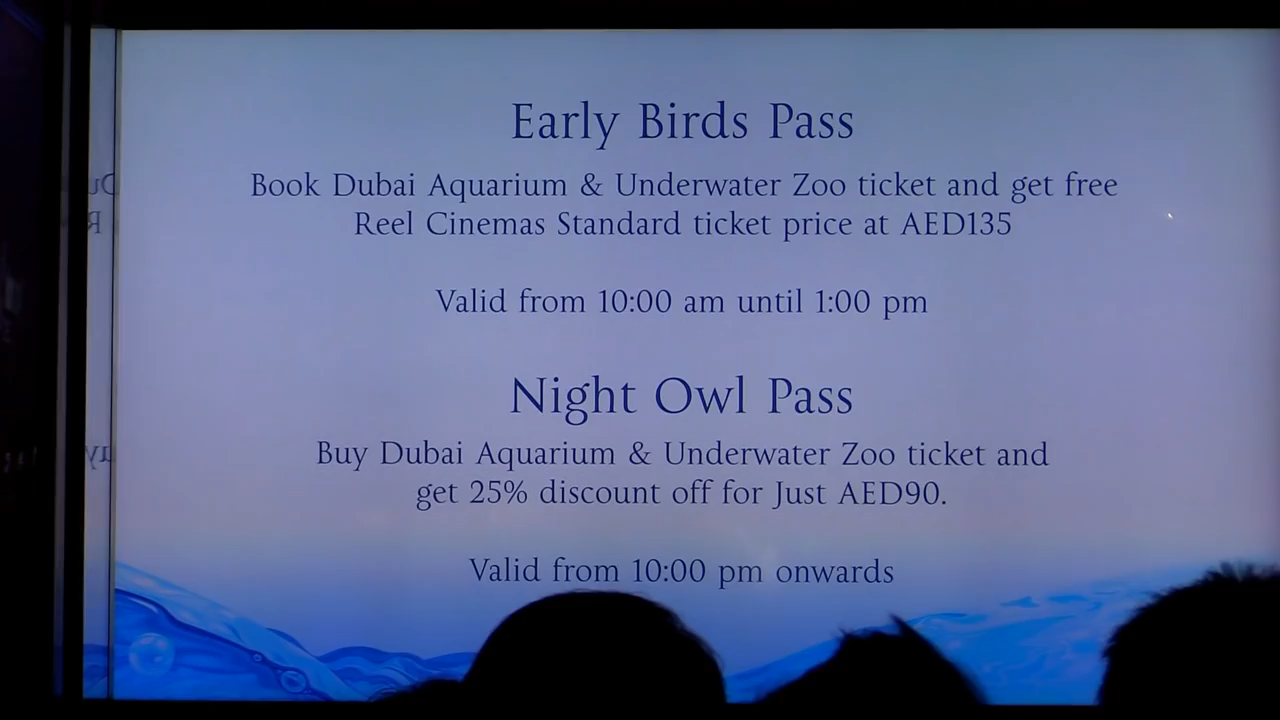 Early Birds Pass
Book Dubai Aquarium & Underwater Zoo ticket and get free
Reel Cinemas Standard ticket price at AED135
Valid from 10:00 am until 1:00 pm
Night Owl Pass
Buy Dubai Aquarium & Underwater Zoo ticket and
get 25% discount off for Just AED90.
Valid from 10:00 pm onwards